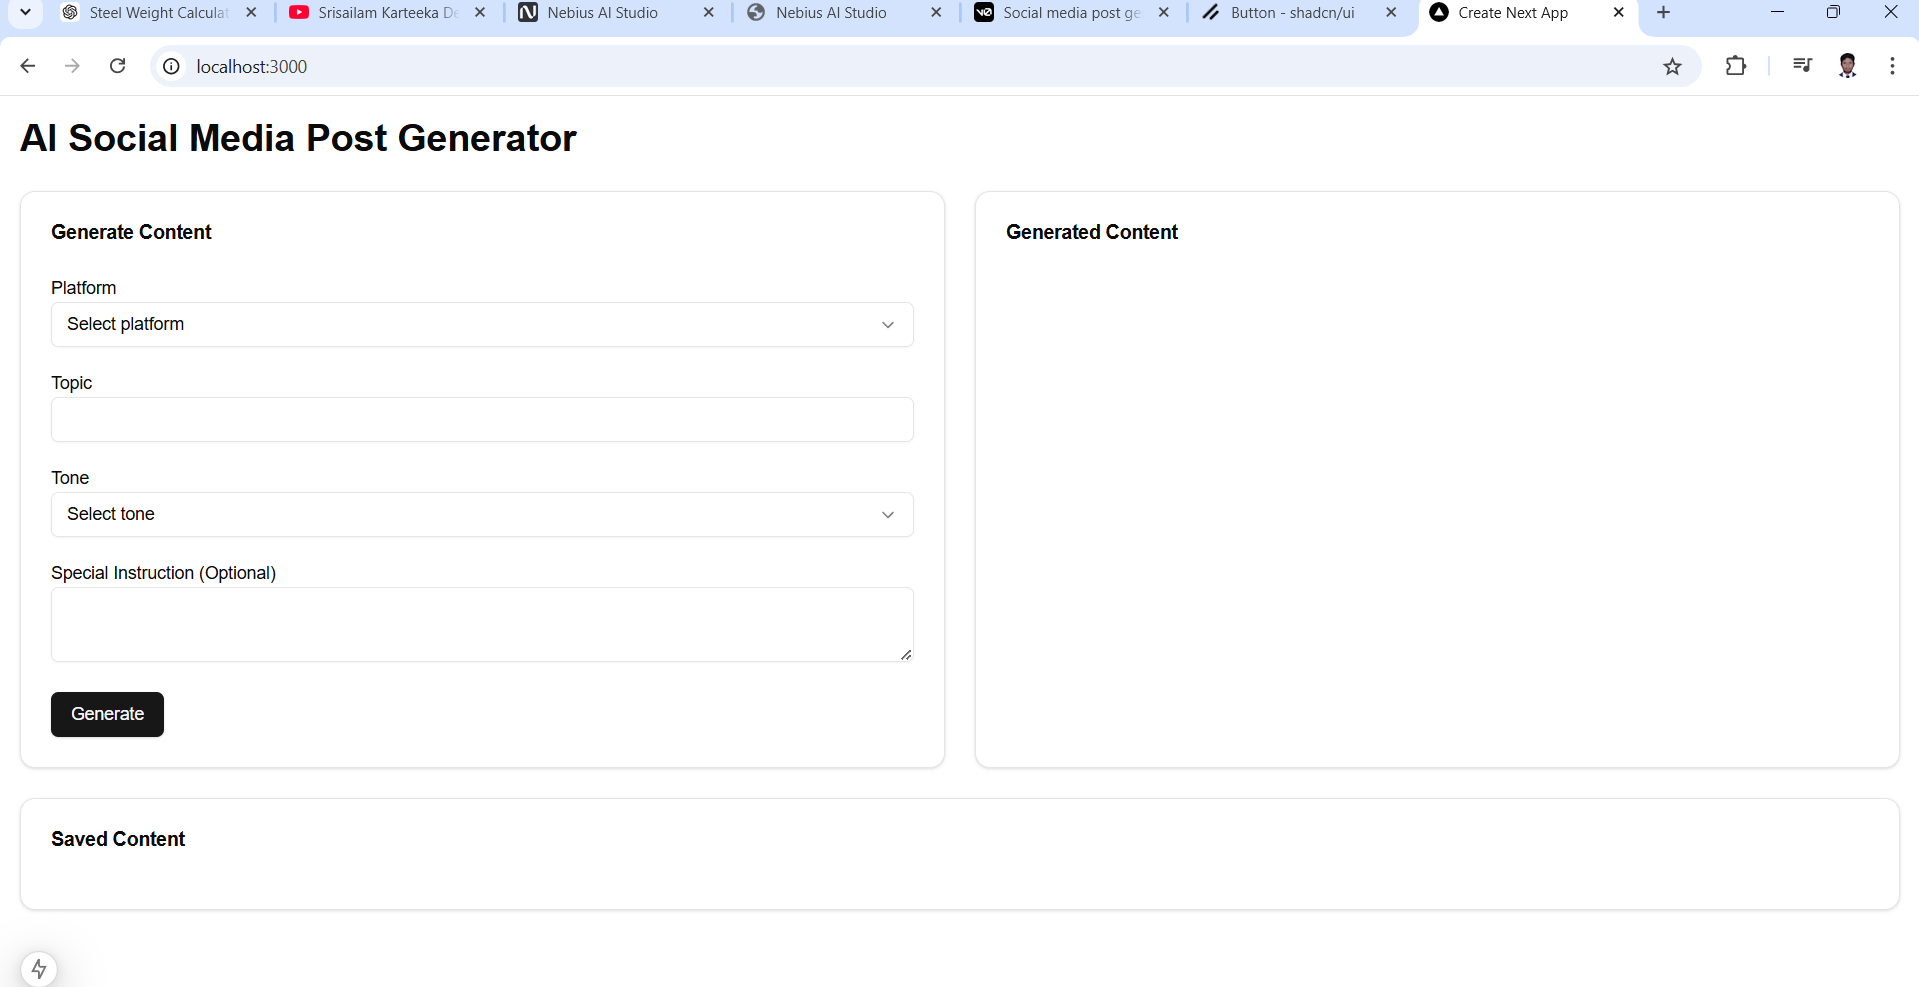 Steel Weight Calculat
Srisailam Karteeka De
Nebius AI Studio
Nebius AI Studio
v0
Social media post ge
Button - shadcn/ui
Create Next App
localhost:3000
AI Social Media Post Generator
Generate Content
Platform
Select platform
Topic
Tone
Select tone
Special Instruction (Optional)
Generate
Generated Content
Saved Content